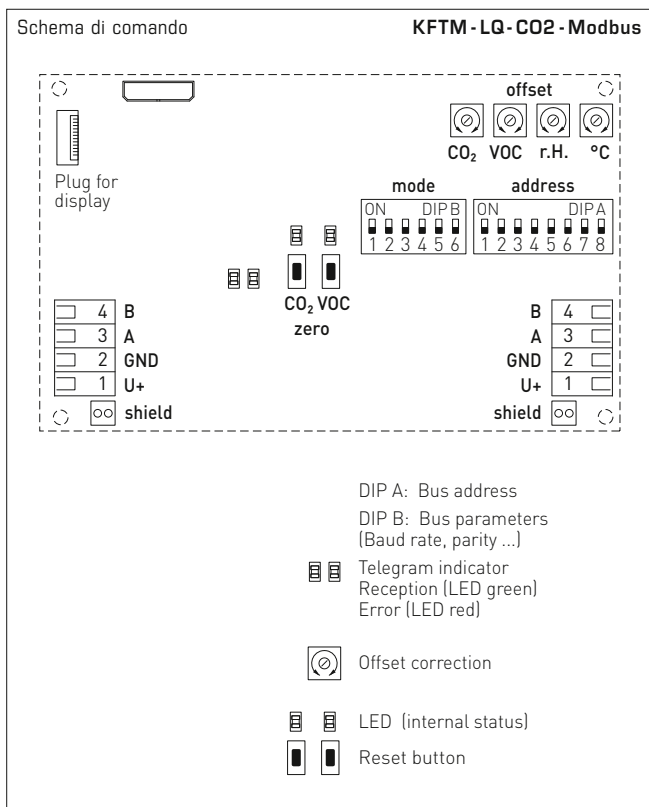 Schema di comando
KFTM - LQ - CO2 - Modbus
offset
CO₂ VOC r.H. °C
Plug for
display
mode
address
ON DIP B
1 2 3 4 5 6
ON DIP A
1 2 3 4 5 6 7 8
CO₂ VOC
zero
4 B
3 A
2 GND
1 U+
shield
B 4
A 3
GND 2
U+ 1
shield
DIP A: Bus address
DIP B: Bus parameters
(Baud rate, parity ...)
Telegram indicator
Reception (LED green)
Error (LED red)
Offset correction
LED (internal status)
Reset button